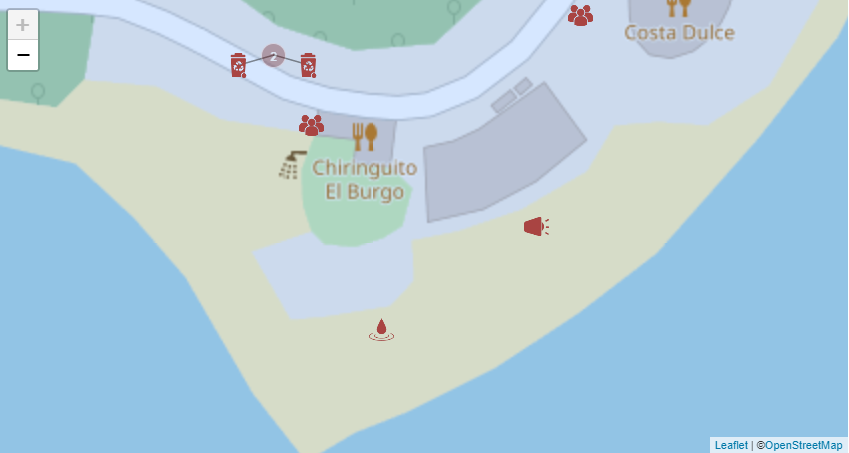 +
−
2
Costa Dulce
Chiringuito
El Burgo
Leaflet | ©OpenStreetMap